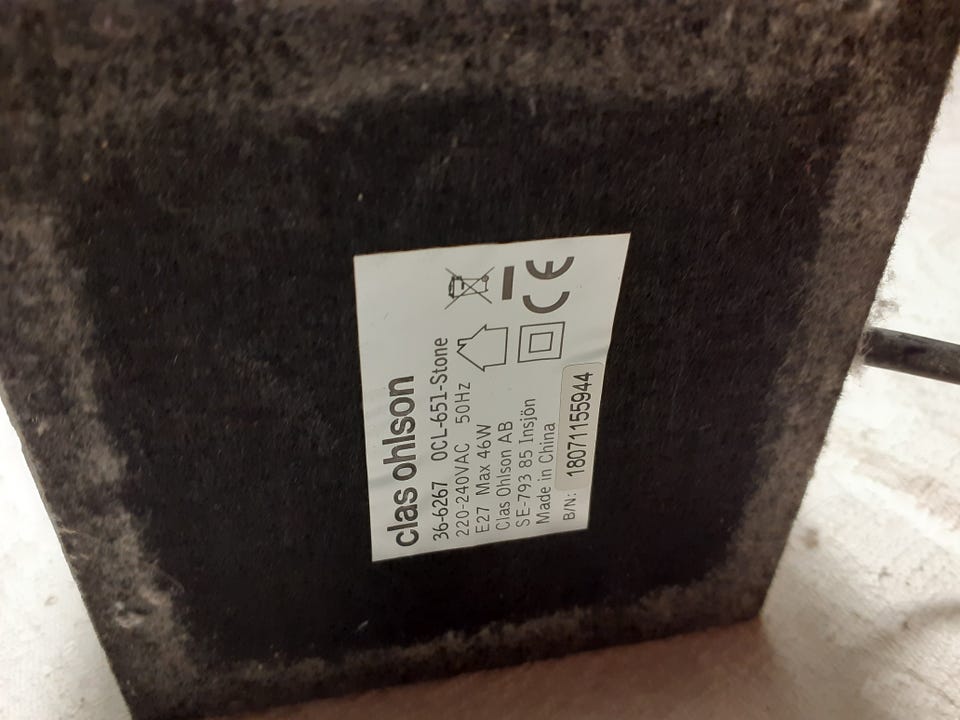 clas ohlson
36-6267 OCL-651-Stone
220-240VAC 50Hz
E27 Max 46W
Clas Ohlson AB
SE-793 85 Insjön
Made in China
B/N: 18071155944
CE